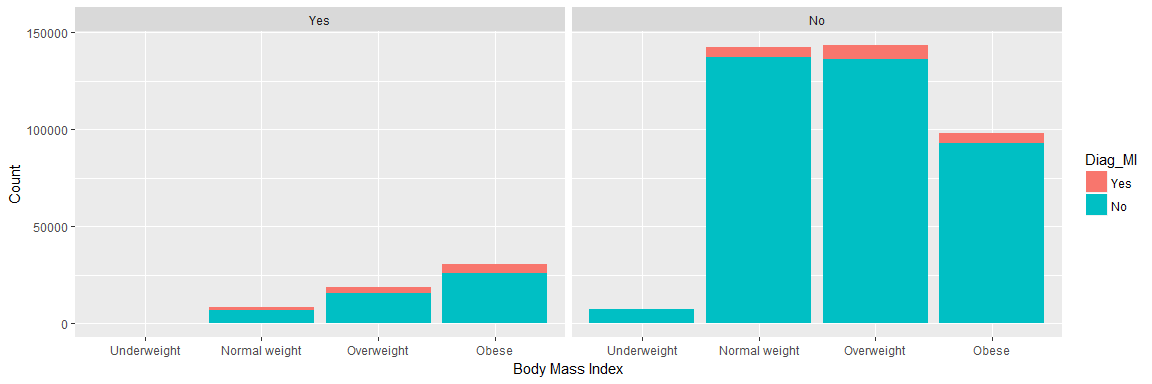 Yes
No
150000
100000
50000
0
Count
Underweight
Normal weight
Overweight
Obese
Underweight
Normal weight
Overweight
Obese
Body Mass Index
Diag_MI
Yes
No